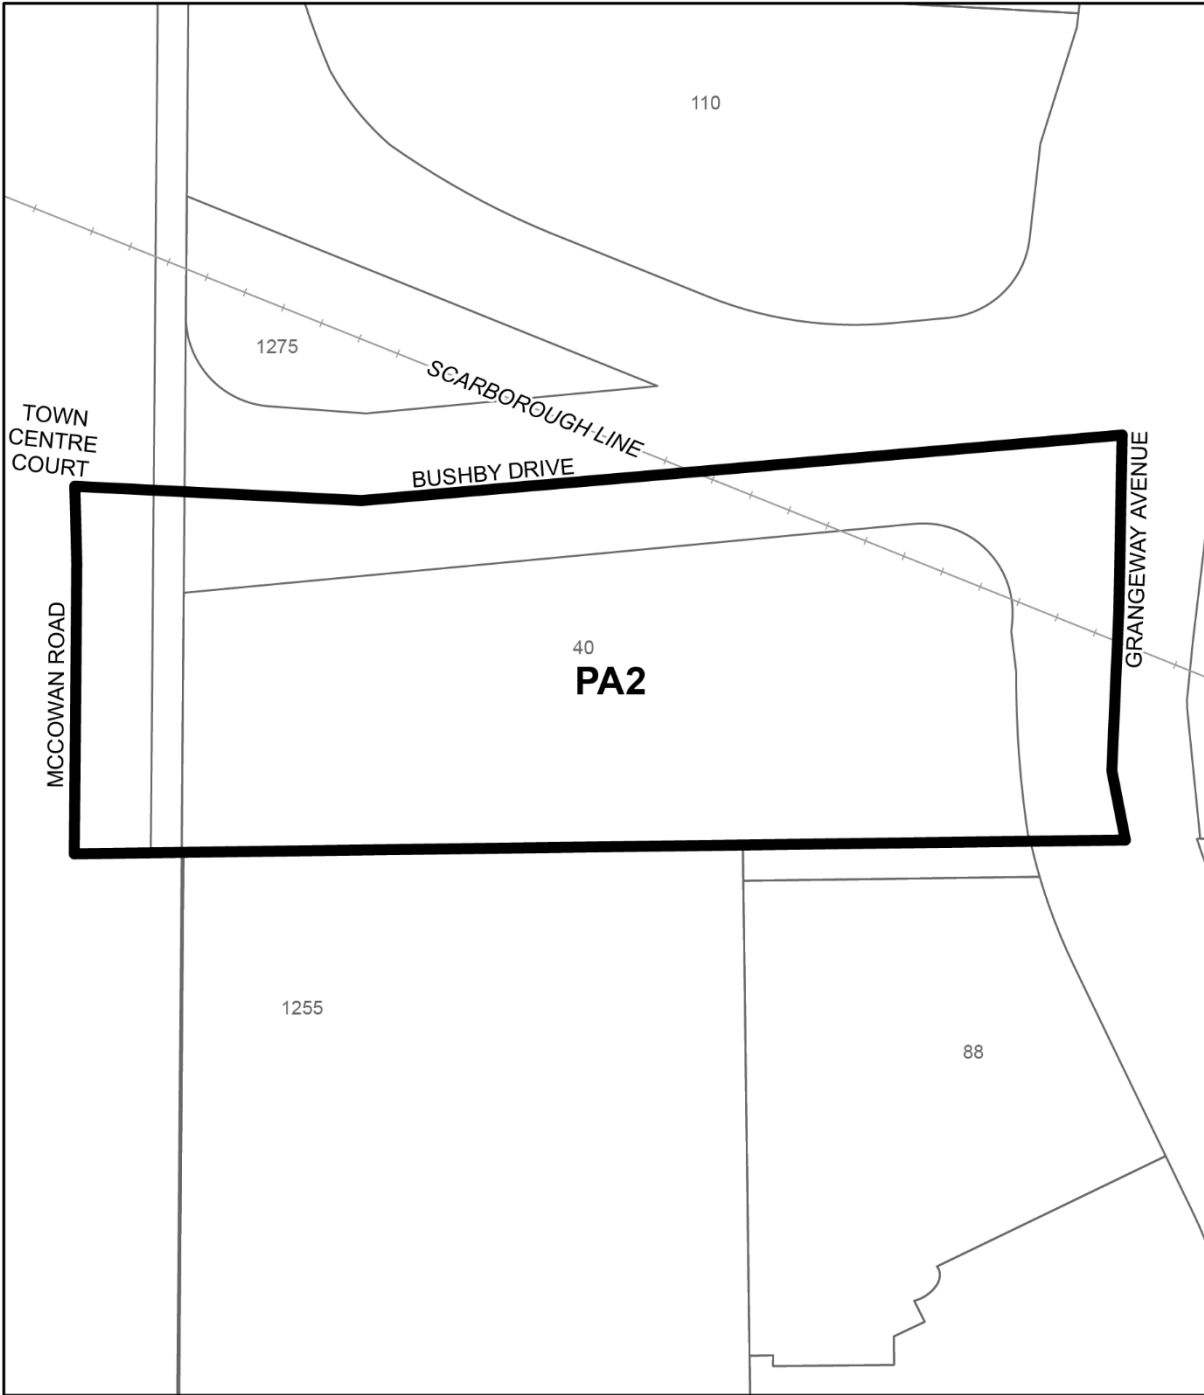 110
1275
SCARBOROUGH LINE
TOWN
CENTRE
COURT
BUSHBY DRIVE
GRANGEWAY AVENUE
MCCOWAN ROAD
40
PA2
1255
88